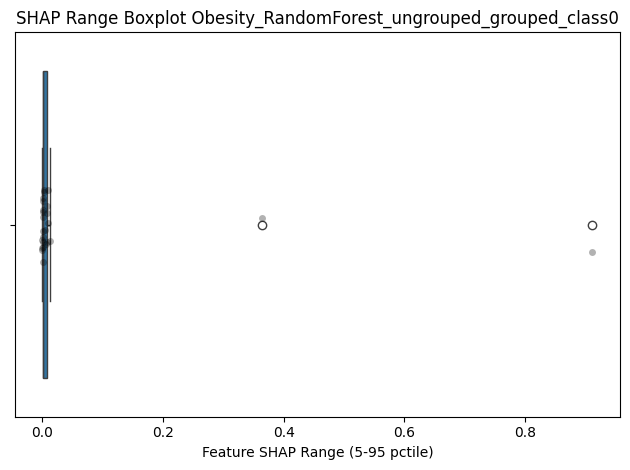 SHAP Range Boxplot Obesity_RandomForest_ungrouped_grouped_class0
0.0 0.2 0.4 0.6 0.8
Feature SHAP Range (5-95 pctile)